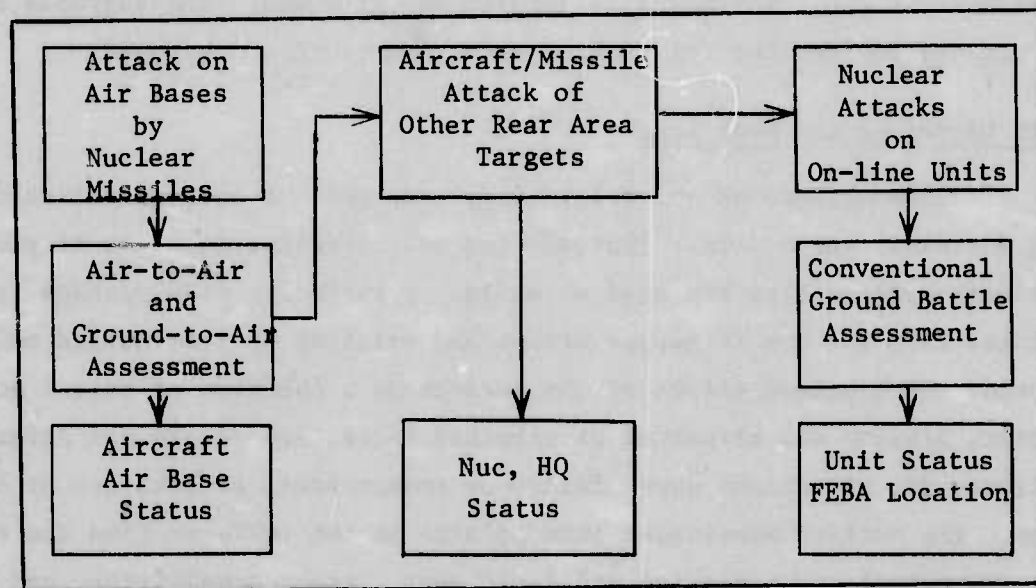 Attack on
Air Bases
by
Nuclear
Missiles
Aircraft/Missile
Attack of
Other Rear Area
Targets
Nuclear
Attacks
on
On-line Units
Air-to-Air
and
Ground-to-Air
Assessment
Conventional
Ground Battle
Assessment
Aircraft
Air Base
Status
Nuc, HQ
Status
Unit Status
FEBA Location